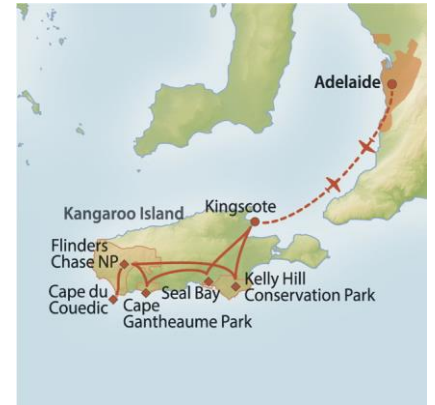 Adelaide
Kingscote
Kangaroo Island
Flinders
Chase NP
Cape du
Couedic
Cape
Gantheaume Park
Seal Bay
Kelly Hill
Conservation Park